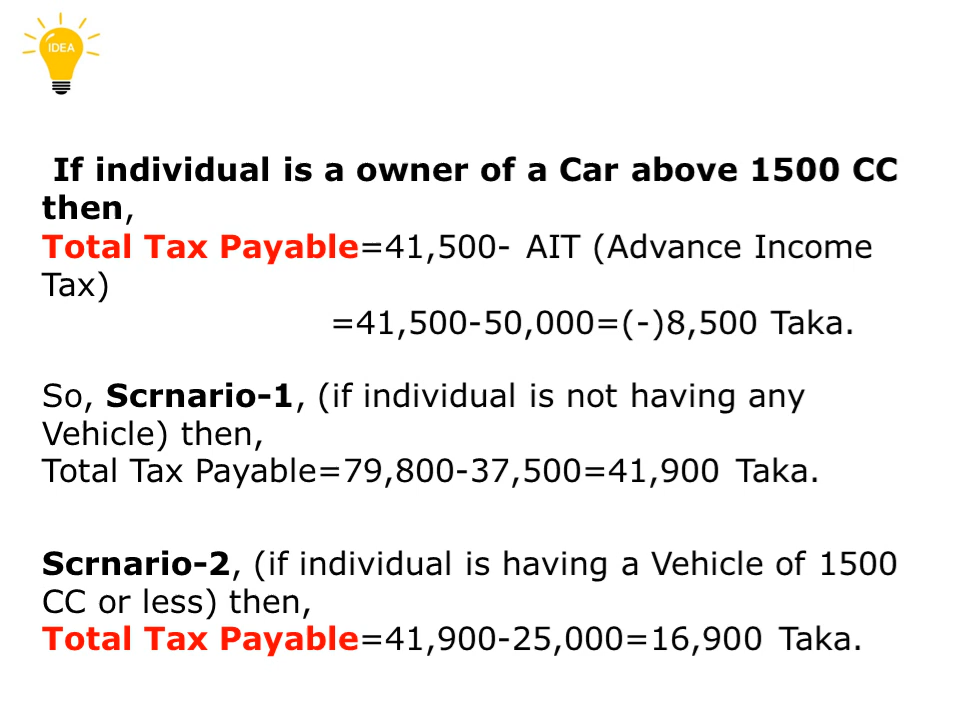 IDEA
If individual is a owner of a Car above 1500 CC
then,
Total Tax Payable=41,500- AIT (Advance Income
Tax)
=41,500-50,000=(-)8,500 Taka.
So, Scrnario-1, (if individual is not having any
Vehicle) then,
Total Tax Payable=79,800-37,500=41,900 Taka.
Scrnario-2, (if individual is having a Vehicle of 1500
CC or less) then,
Total Tax Payable=41,900-25,000=16,900 Taka.